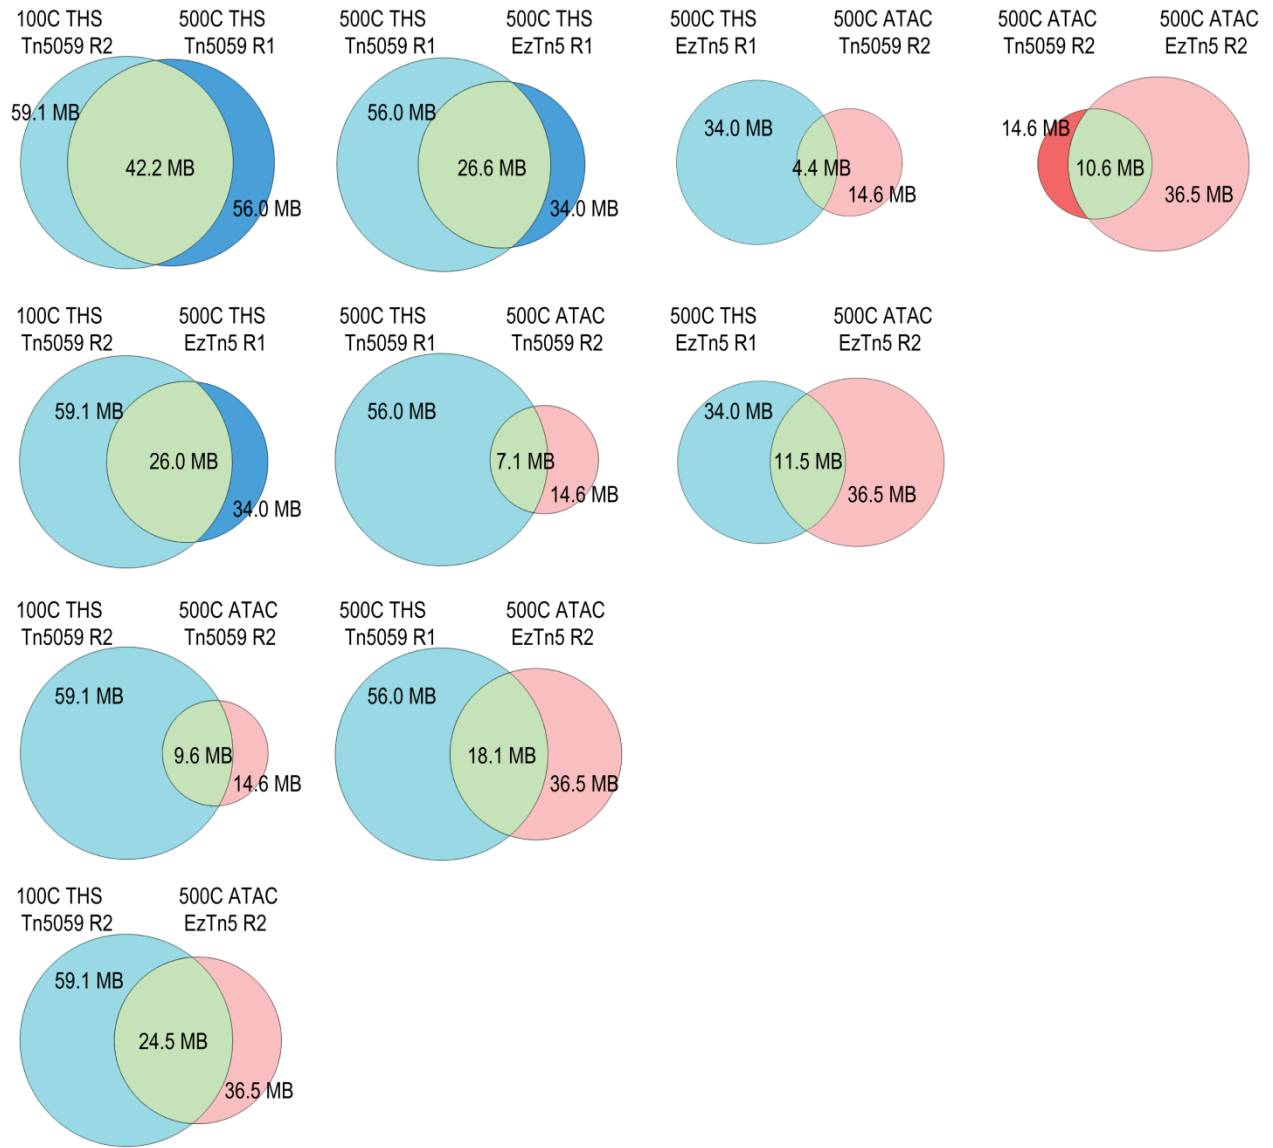 100C THS
Tn5059 R2
500C THS
Tn5059 R1
59.1 MB
42.2 MB
56.0 MB
500C THS
Tn5059 R1
500C THS
EzTn5 R1
56.0 MB
26.6 MB
34.0 MB
500C THS
EzTn5 R1
500C ATAC
Tn5059 R2
34.0 MB
4.4 MB
14.6 MB
500C ATAC
Tn5059 R2
500C ATAC
EzTn5 R2
14.6 MB
10.6 MB
36.5 MB
100C THS
Tn5059 R2
500C THS
EzTn5 R1
59.1 MB
26.0 MB
34.0 MB
500C THS
Tn5059 R1
500C ATAC
Tn5059 R2
56.0 MB
7.1 MB
14.6 MB
500C THS
EzTn5 R1
500C ATAC
EzTn5 R2
34.0 MB
11.5 MB
36.5 MB
100C THS
Tn5059 R2
500C ATAC
Tn5059 R2
59.1 MB
9.6 MB
14.6 MB
500C THS
Tn5059 R1
500C ATAC
EzTn5 R2
56.0 MB
18.1 MB
36.5 MB
100C THS
Tn5059 R2
500C ATAC
EzTn5 R2
59.1 MB
24.5 MB
36.5 MB